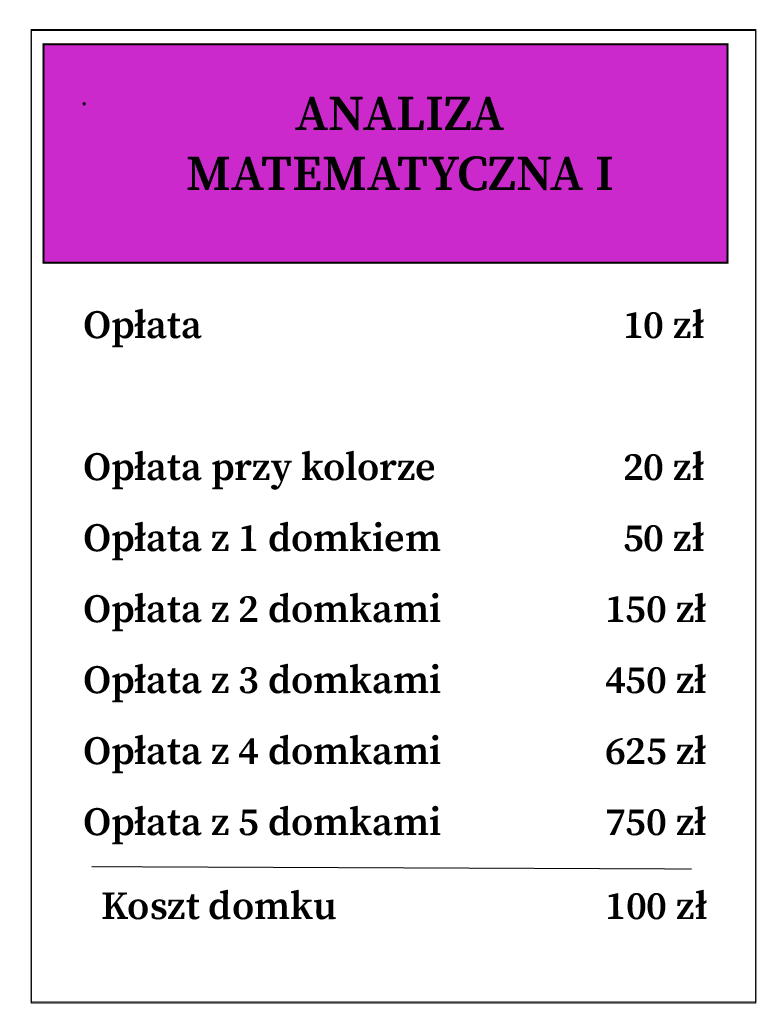 ANALIZA
MATEMATYCZNA I
Opłata 10 zł
Opłata przy kolorze 20 zł
Opłata z 1 domkiem 50 zł
Opłata z 2 domkami 150 zł
Opłata z 3 domkami 450 zł
Opłata z 4 domkami 625 zł
Opłata z 5 domkami 750 zł
Koszt domku 100 zł